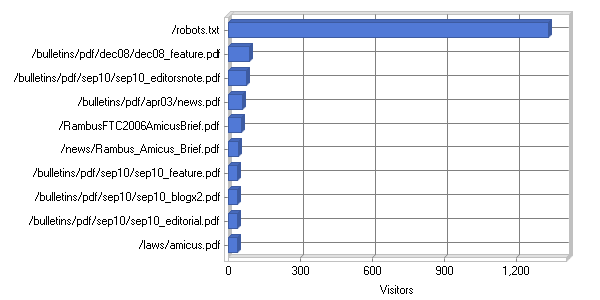 /robots.txt
/bulletins/pdf/dec08/dec08_feature.pdf
/bulletins/pdf/sep10/sep10_editorsnote.pdf
/bulletins/pdf/apr03/news.pdf
/RambusFTC2006AmicusBrief.pdf
/news/Rambus_Amicus_Brief.pdf
/bulletins/pdf/sep10/sep10_feature.pdf
/bulletins/pdf/sep10/sep10_blogx2.pdf
/bulletins/pdf/sep10/sep10_editorial.pdf
/laws/amicus.pdf
0 300 600 900 1,200
Visitors